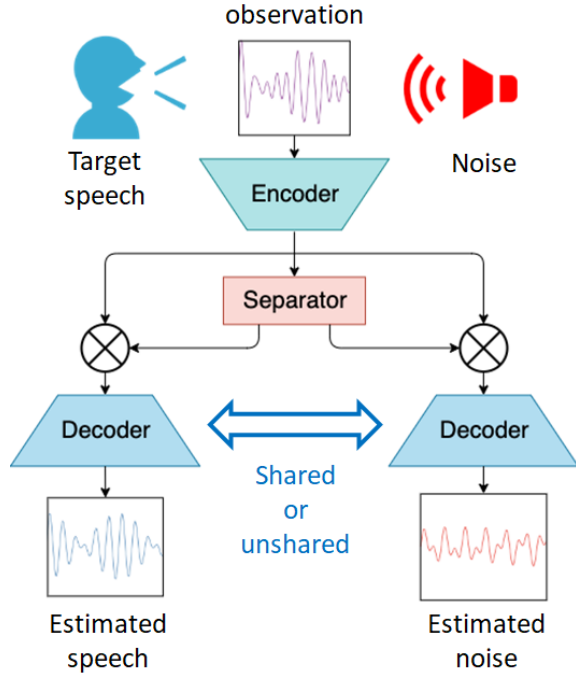 observation
Target
speech
Noise
Encoder
Separator
Decoder
Decoder
Shared
or
unshared
Estimated
speech
Estimated
noise